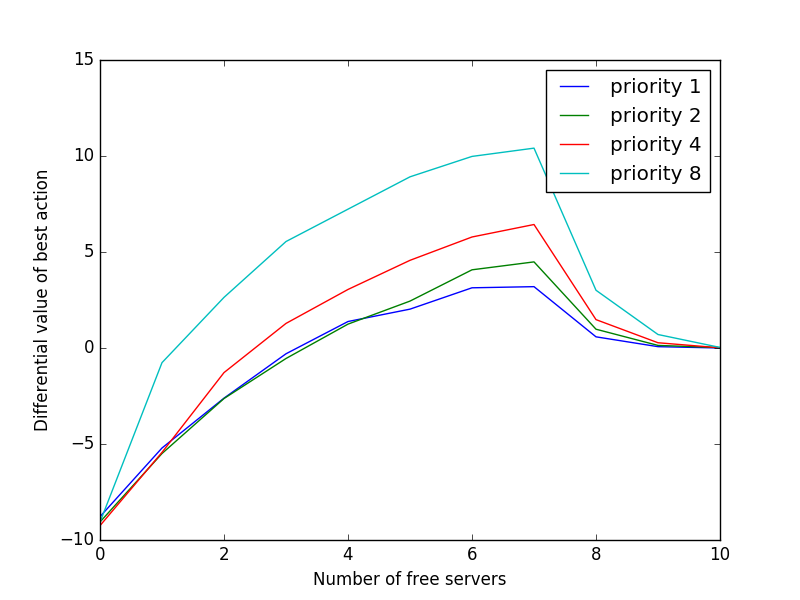 15
10
5
0
−5
−10
0 2 4 6 8 10
Differential value of best action
Number of free servers
priority 1
priority 2
priority 4
priority 8